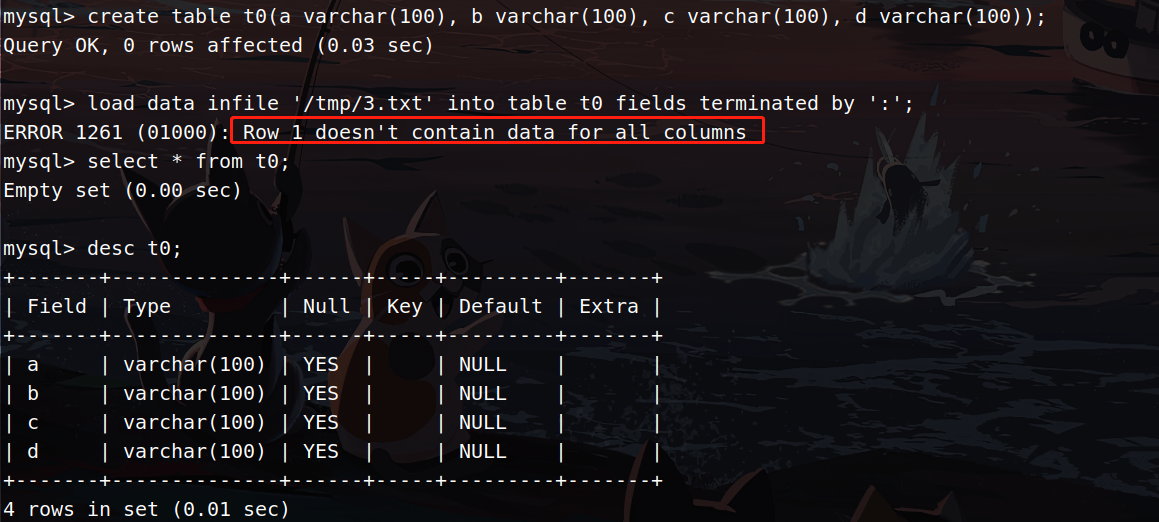 mysql> create table t0(a varchar(100), b varchar(100), c varchar(100), d varchar(100));
Query OK, 0 rows affected (0.03 sec)
mysql> load data infile '/tmp/3.txt' into table t0 fields terminated by ':';
ERROR 1261 (01000): Row 1 doesn't contain data for all columns
mysql> select * from t0;
Empty set (0.00 sec)
mysql> desc t0;
+-------+--------------+------+-----+---------+-------+
| Field | Type         | Null | Key | Default | Extra |
+-------+--------------+------+-----+---------+-------+
| a     | varchar(100) | YES  |     | NULL    |       |
| b     | varchar(100) | YES  |     | NULL    |       |
| c     | varchar(100) | YES  |     | NULL    |       |
| d     | varchar(100) | YES  |     | NULL    |       |
+-------+--------------+------+-----+---------+-------+
4 rows in set (0.01 sec)